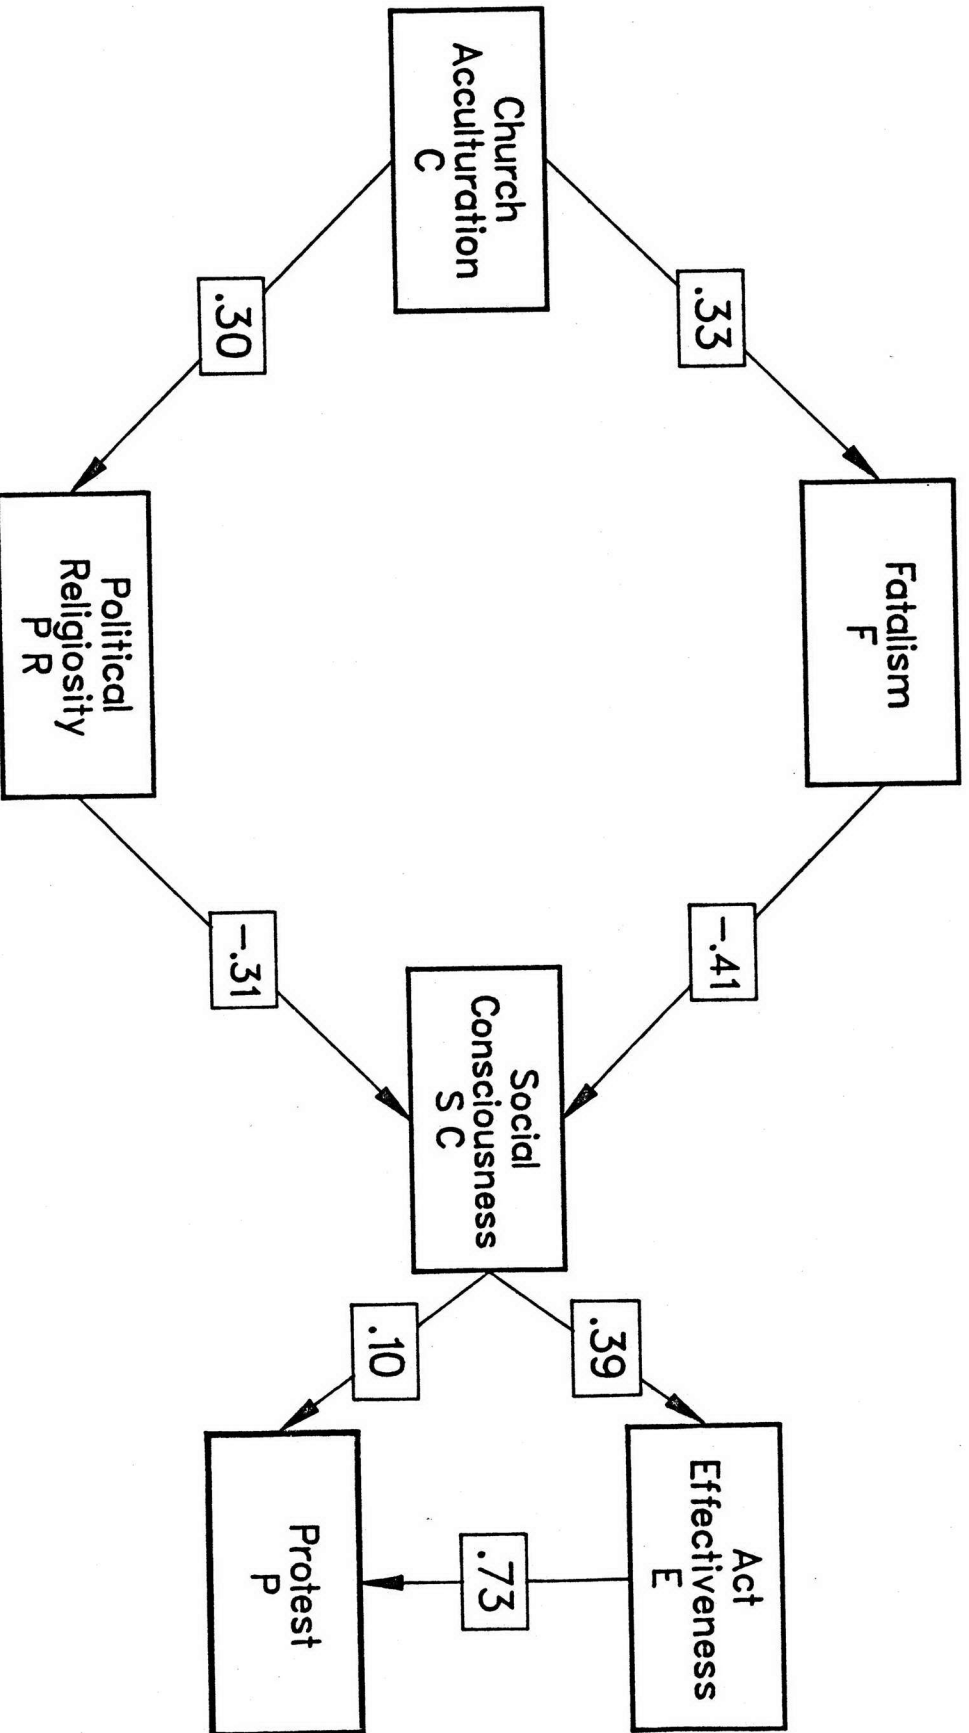 Church
Acculturation
C
.33
.30
Fatalism
F
Political
Religiosity
P R
-.41
-.31
Social
Consciousness
S C
.39
.10
Act
Effectiveness
E
.73
Protest
P